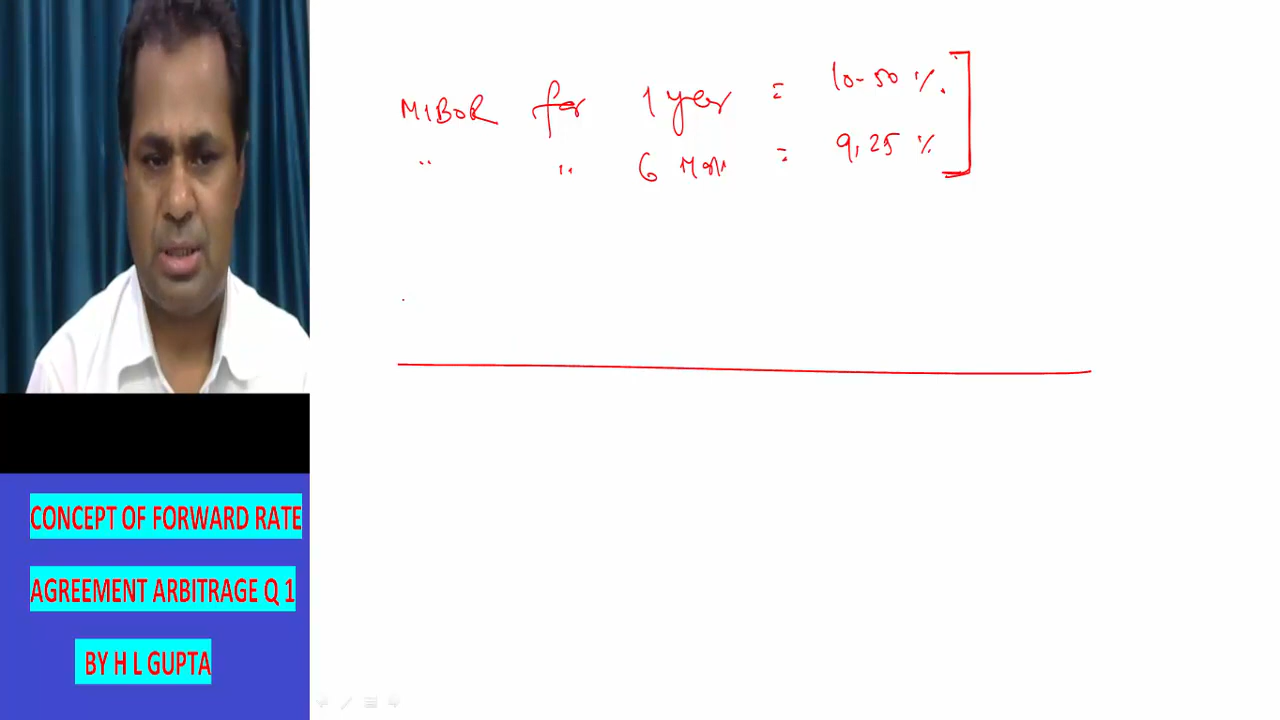 MIBOR for 1 year = 10.50 %.
" " 6 Mon = 9.25 %
CONCEPT OF FORWARD RATE
AGREEMENT ARBITRAGE Q 1
BY H L GUPTA